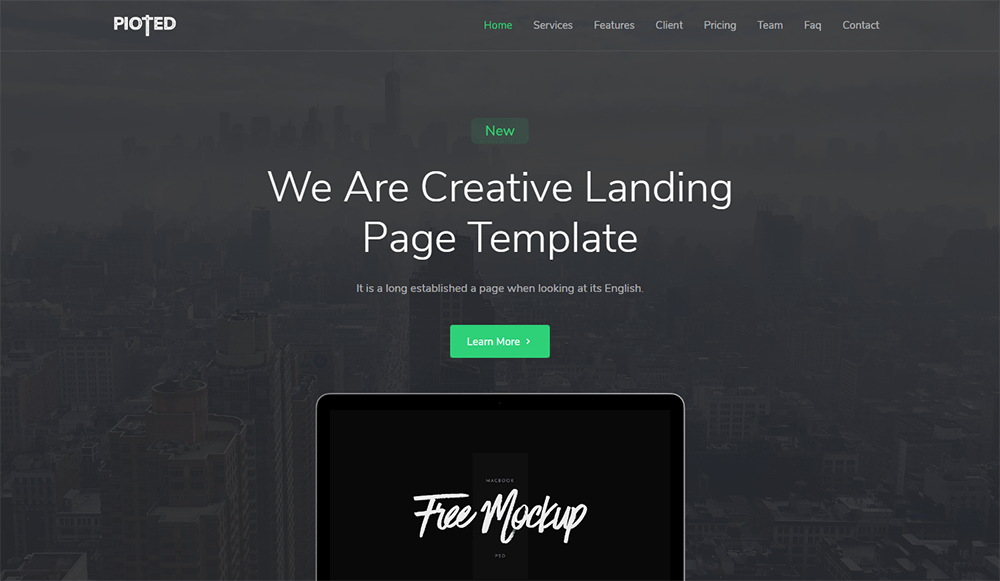 PIOTED
Home Services Features Client Pricing Team Faq Contact
New
We Are Creative Landing
Page Template
It is a long established a page when looking at its English.
Learn More ›
MACBOOK
Free Mockup
PSD